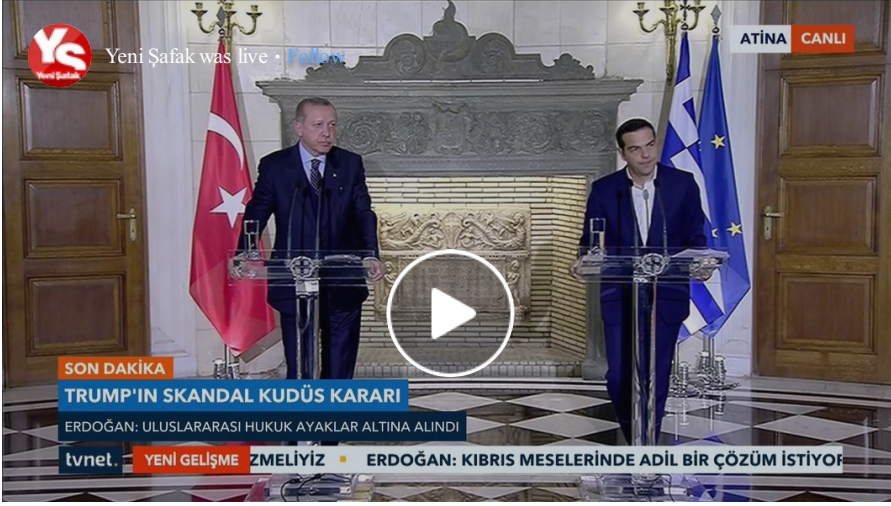 YS
Yeni Şafak
Yeni Şafak was live • Follow
ATİNA CANLI
SON DAKİKA
TRUMP'IN SKANDAL KUDÜS KARARI
ERDOĞAN: ULUSLARARASI HUKUK AYAKLAR ALTINA ALINDI
tvnet. YENİ GELİŞME ZMELİYİZ ▪ ERDOĞAN: KIBRIS MESELERİNDE ADİL BİR ÇÖZÜM İSTİYOR